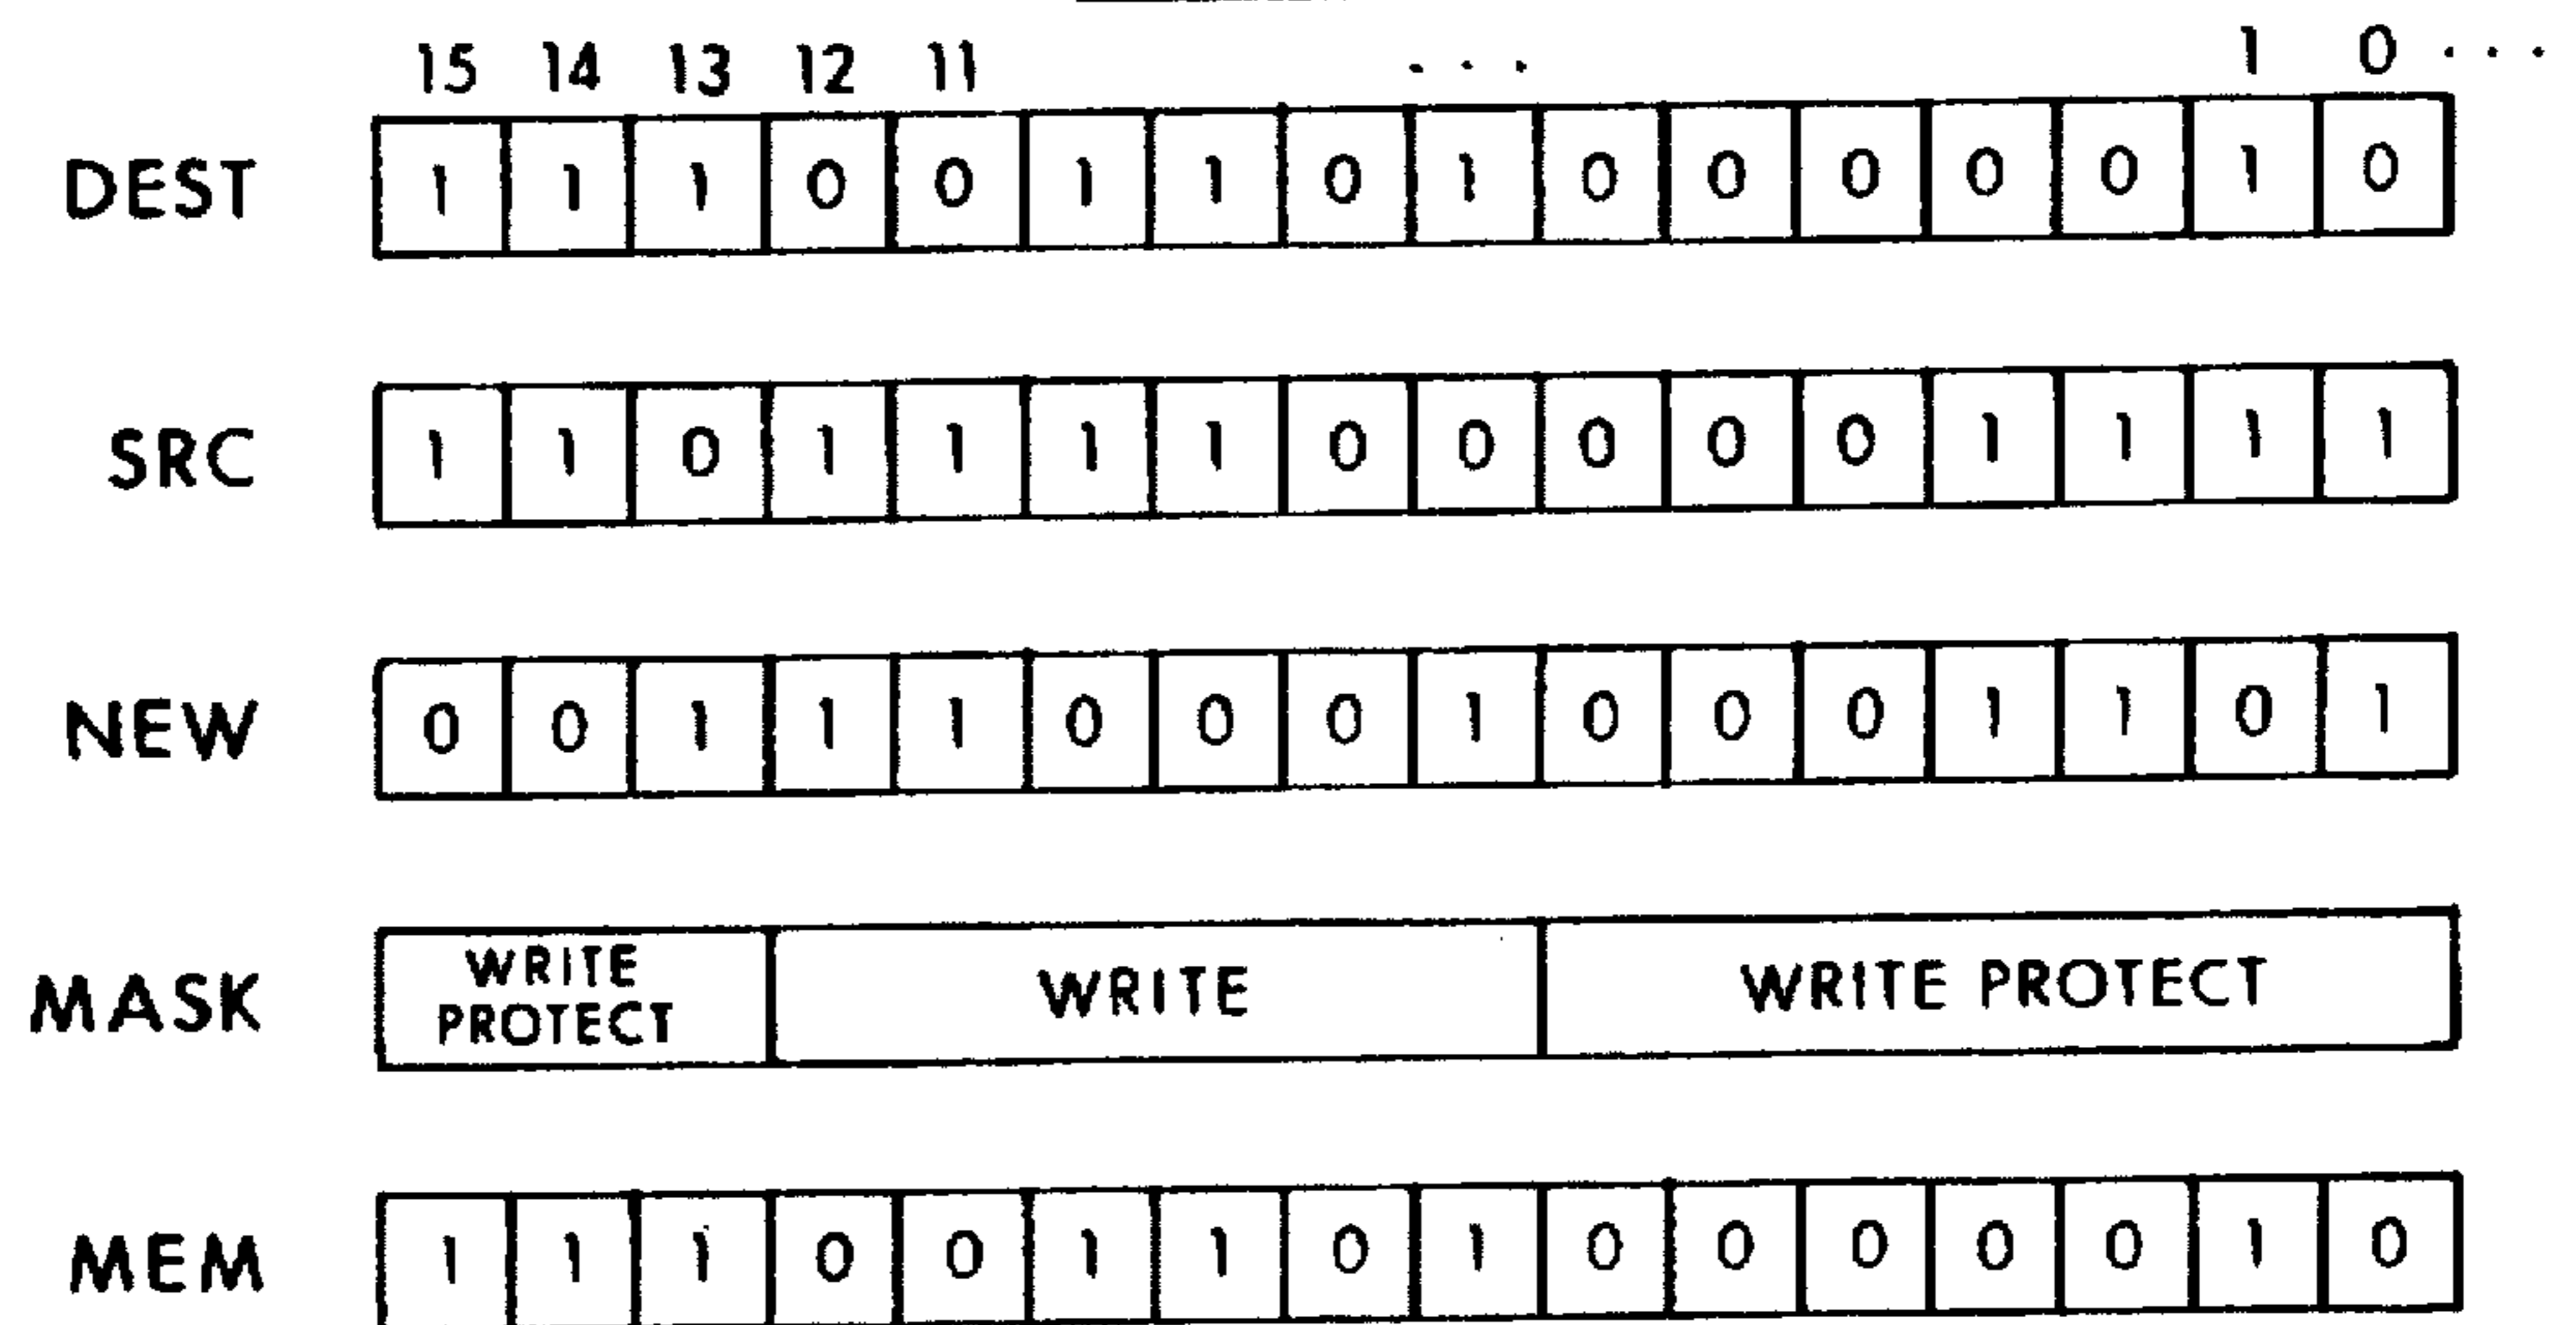 15 14 13 12 11 . . . 1 0 . . .
DEST 1 1 1 0 0 1 1 0 1 0 0 0 0 0 1 0
SRC 1 1 0 1 1 1 1 0 0 0 0 0 1 1 1 1
NEW 0 0 1 1 1 0 0 0 1 0 0 0 1 1 0 1
MASK WRITE PROTECT WRITE WRITE PROTECT
MEM 1 1 1 0 0 1 1 0 1 0 0 0 0 0 1 0